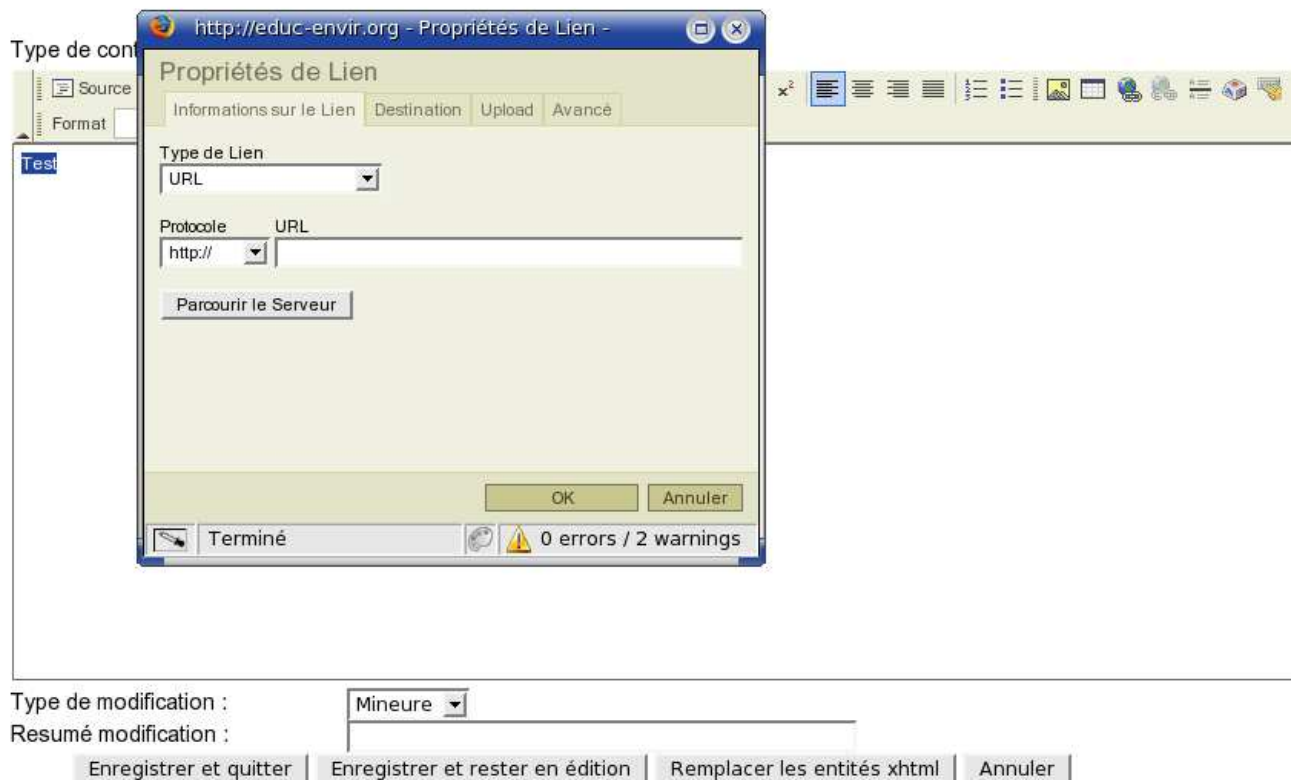 http://educ-envir.org - Propriétés de Lien -
Type de cont
Propriétés de Lien
Source
x²
Informations sur le Lien Destination Upload Avancé
Format
Type de Lien
Test
URL
Protocole URL
http://
Parcourir le Serveur
OK Annuler
Terminé 0 errors / 2 warnings
Type de modification : Mineure
Resumé modification :
Enregistrer et quitter Enregistrer et rester en édition Remplacer les entités xhtml Annuler